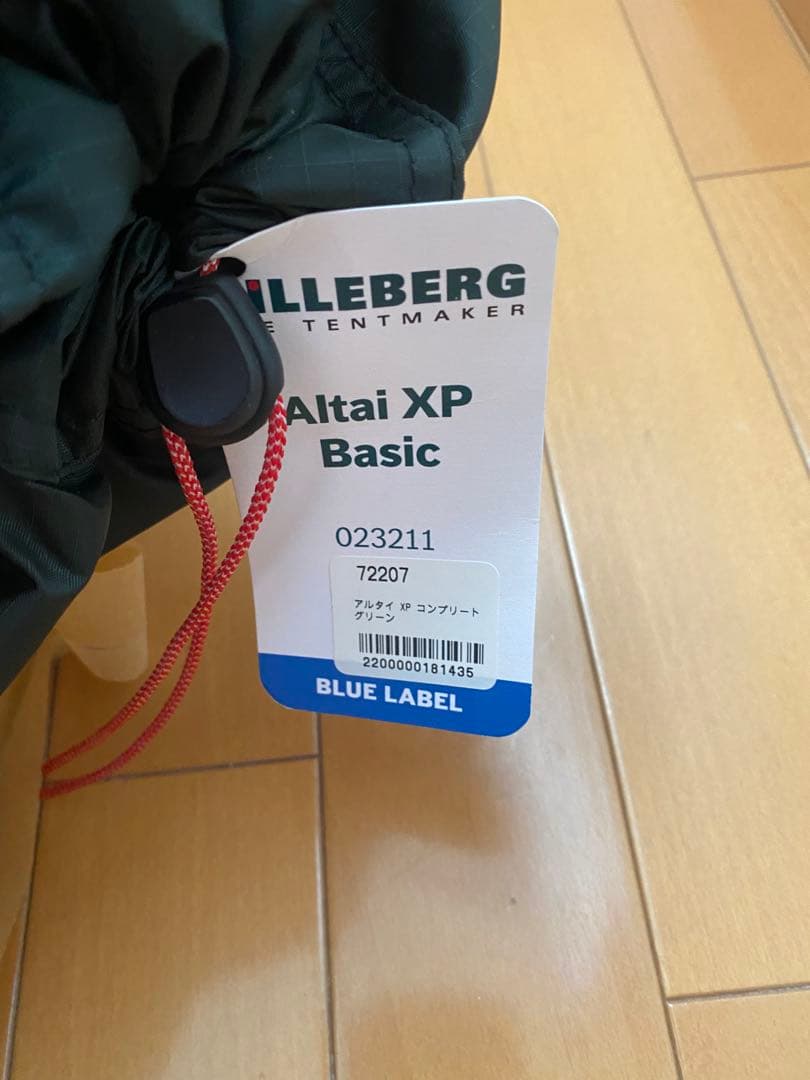 ILLEBERG
E TENTMAKER
Altai XP
Basic
023211
72207
アルタイ XP コンプリート
グリーン
2200000181435
BLUE LABEL